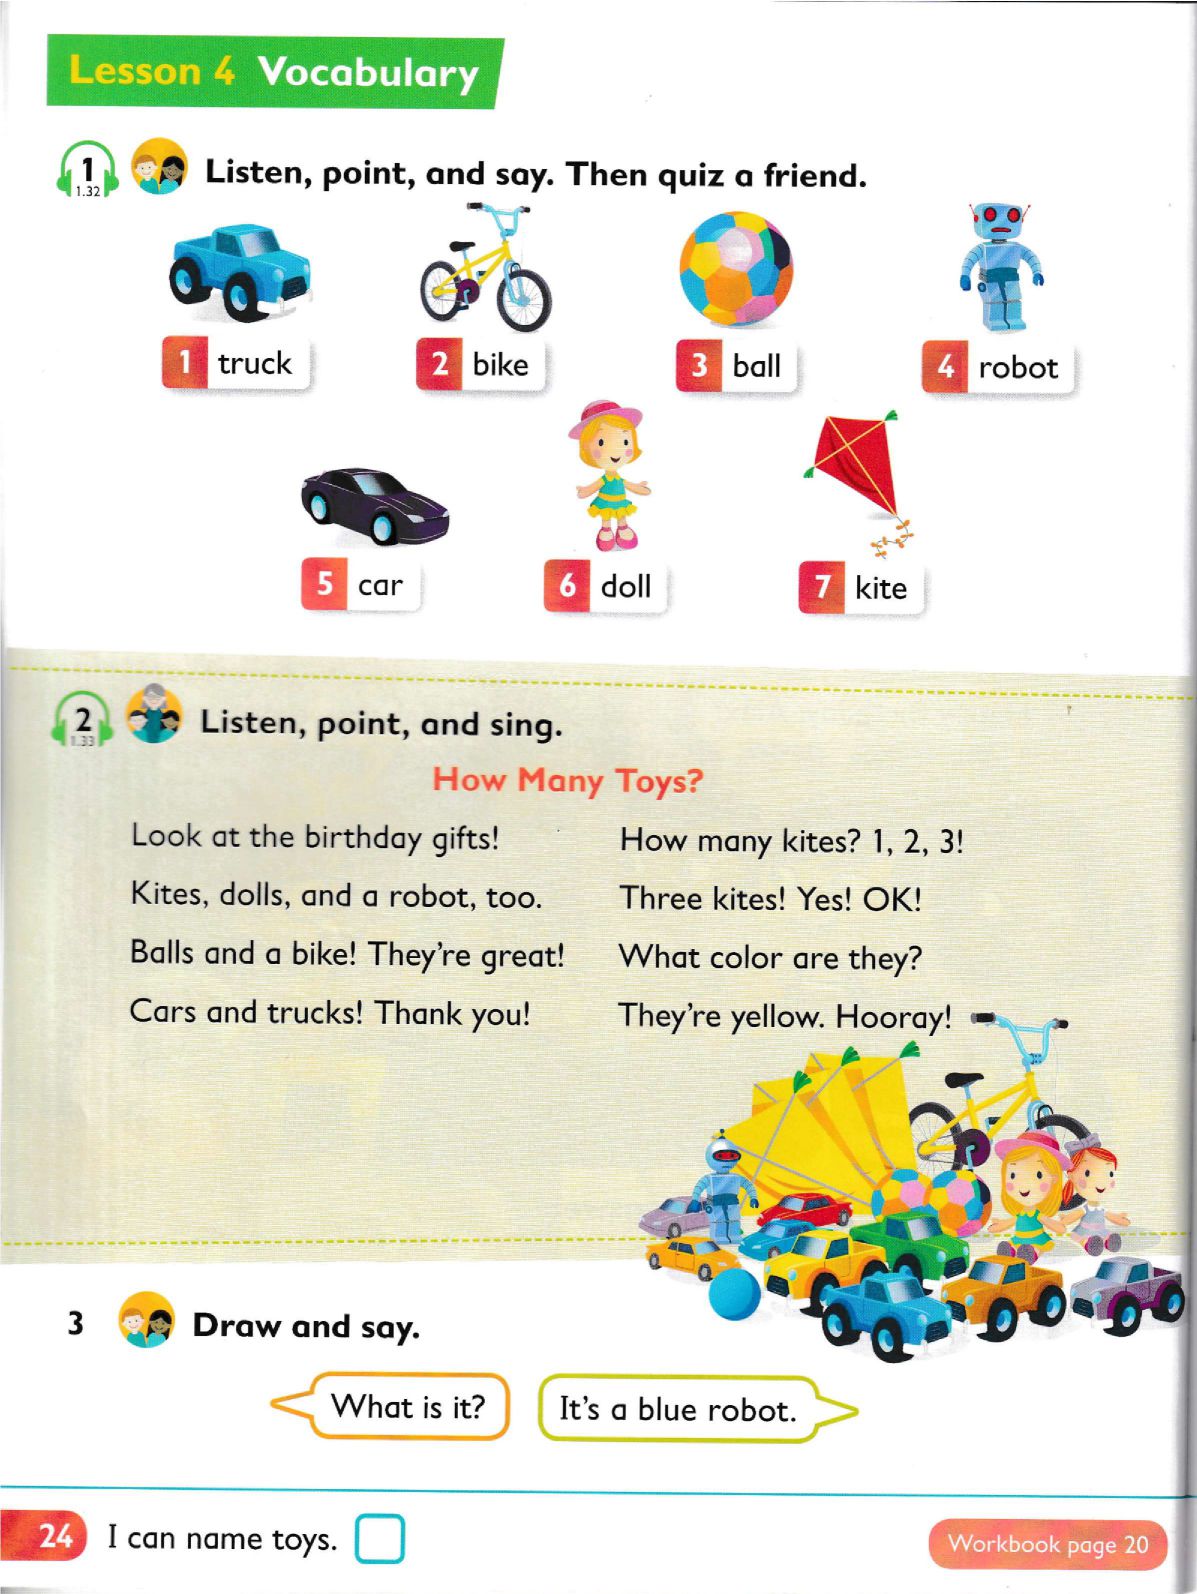 Lesson 4 Vocabulary
1
1.32
Listen, point, and say. Then quiz a friend.
1 truck
2 bike
3 ball
4 robot
5 car
6 doll
7 kite
2
1.33
Listen, point, and sing.
How Many Toys?
Look at the birthday gifts!
Kites, dolls, and a robot, too.
Balls and a bike! They're great!
Cars and trucks! Thank you!
How many kites? 1, 2, 3!
Three kites! Yes! OK!
What color are they?
They're yellow. Hooray!
3 Draw and say.
What is it?
It's a blue robot.
24 I can name toys.
Workbook page 20